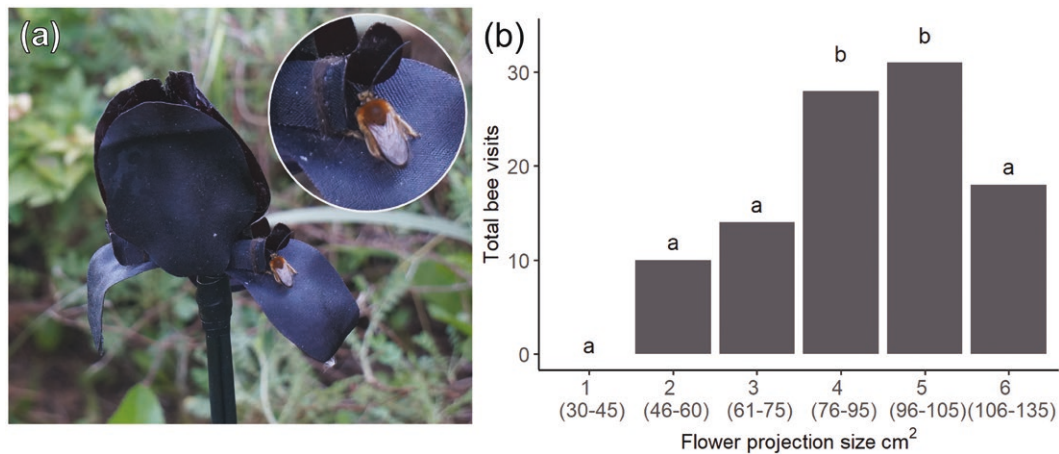 (a)
(b)
Total bee visits
30
20
10
0
a
a
a
b
b
a
1 2 3 4 5 6
(30-45) (46-60) (61-75) (76-95) (96-105) (106-135)
Flower projection size cm²